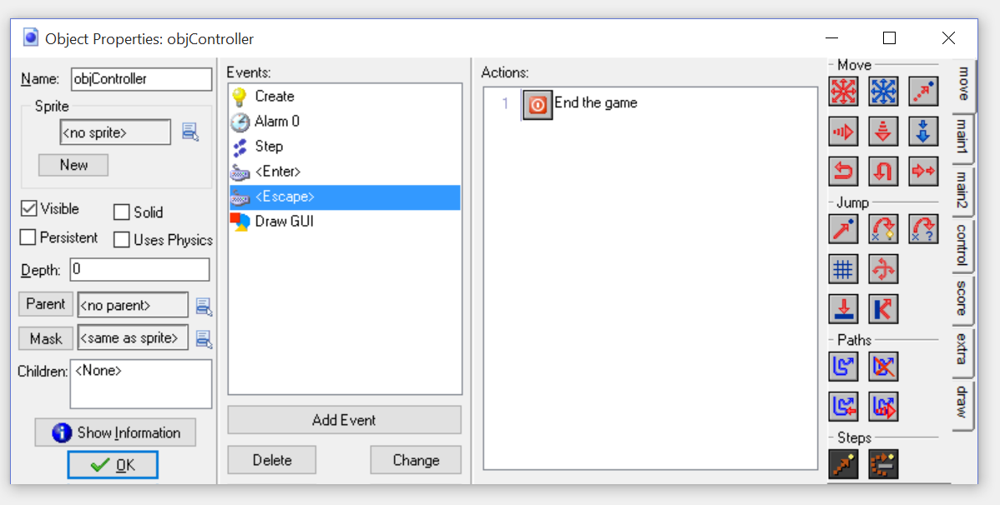 Object Properties: objController
Name: objController
Sprite
<no sprite>
New
Visible
Solid
Persistent
Uses Physics
Depth: 0
Parent <no parent>
Mask <same as sprite>
Children: <None>
Show Information
OK
Events:
Create
Alarm 0
Step
<Enter>
<Escape>
Draw GUI
Add Event
Delete
Change
Actions:
1 End the game
Move
Jump
Paths
Steps
move
main1
main2
control
score
extra
draw